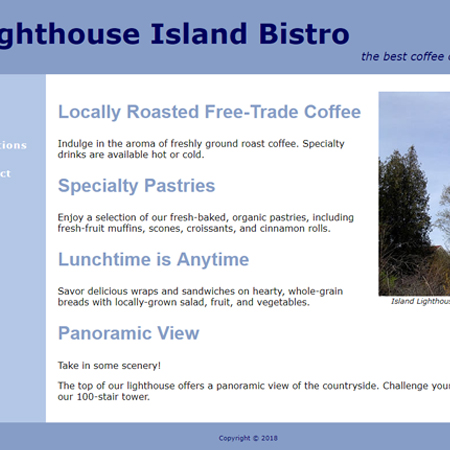 ghthouse Island Bistro
the best coffee
tions
ct
Locally Roasted Free-Trade Coffee
Indulge in the aroma of freshly ground roast coffee. Specialty
drinks are available hot or cold.
Specialty Pastries
Enjoy a selection of our fresh-baked, organic pastries, including
fresh-fruit muffins, scones, croissants, and cinnamon rolls.
Lunchtime is Anytime
Savor delicious wraps and sandwiches on hearty, whole-grain
breads with locally-grown salad, fruit, and vegetables.
Island Lighthous
Panoramic View
Take in some scenery!
The top of our lighthouse offers a panoramic view of the countryside. Challenge your
our 100-stair tower.
Copyright © 2018